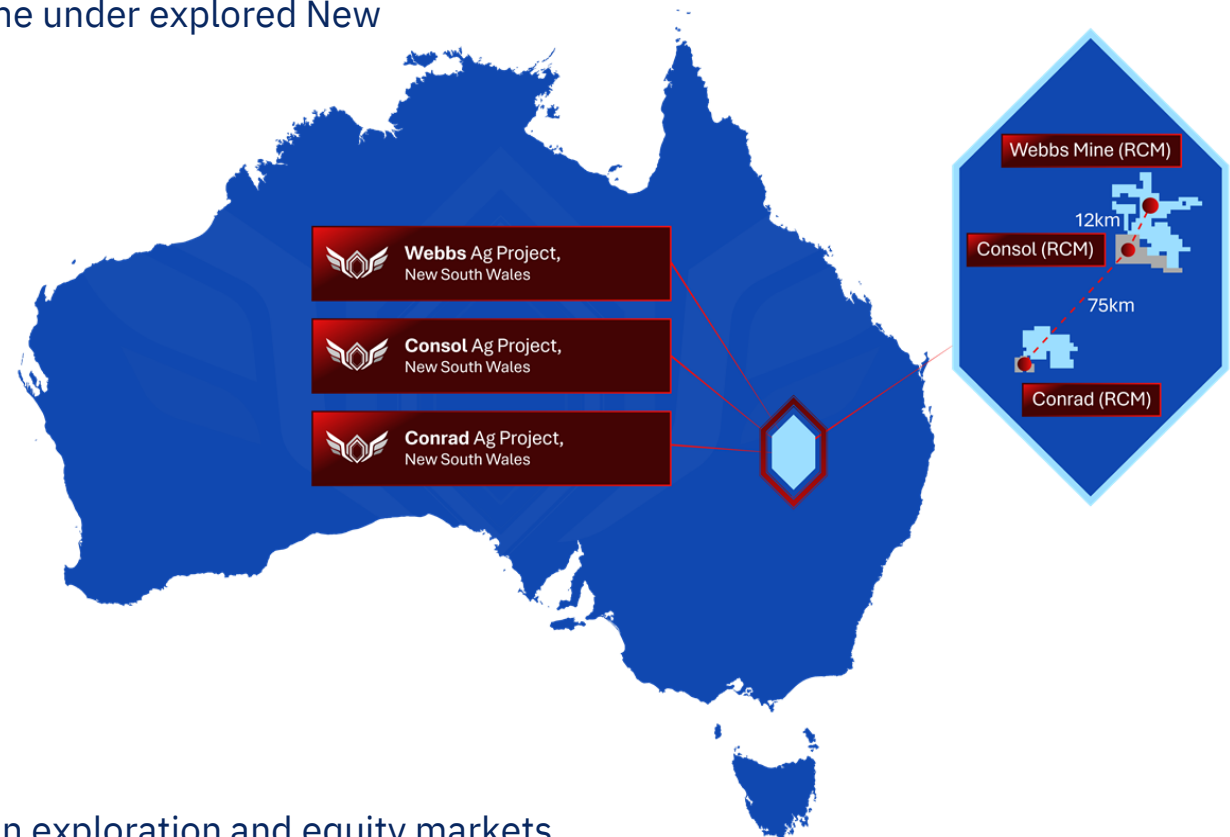 ne under explored New
Webbs Ag Project,
New South Wales
Consol Ag Project,
New South Wales
Conrad Ag Project,
New South Wales
Webbs Mine (RCM)
12km
Consol (RCM)
75km
Conrad (RCM)
n exploration and equity markets